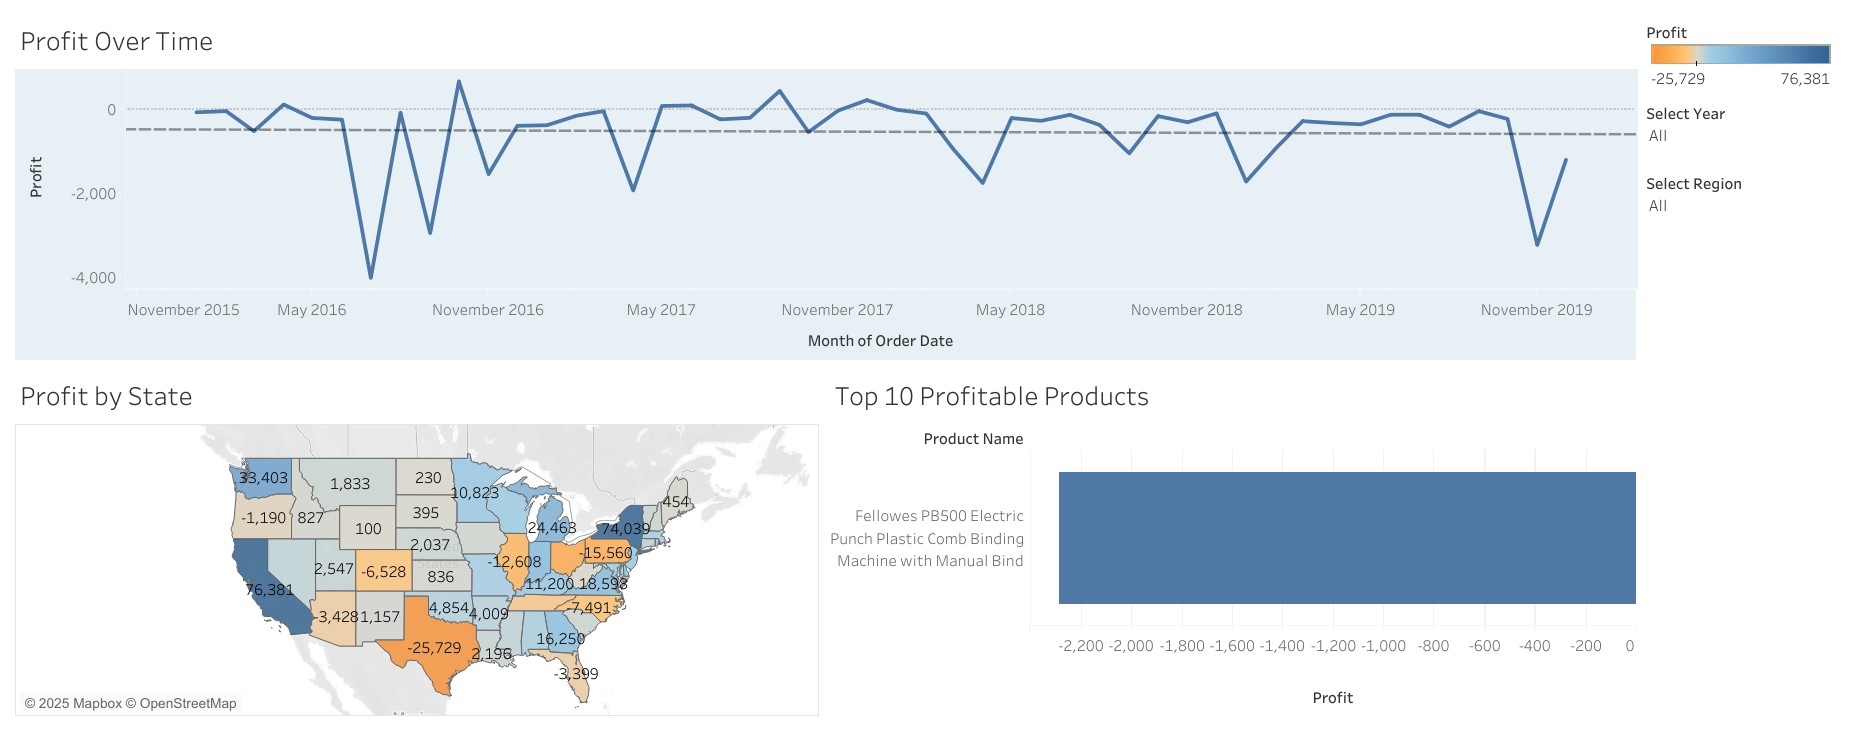 Profit Over Time
Profit
0
-2,000
-4,000
November 2015 May 2016 November 2016 May 2017 November 2017 May 2018 November 2018 May 2019 November 2019
Month of Order Date
Profit
-25,729 76,381
Select Year
All
Select Region
All
Profit by State
33,403
1,833
230
10,823
454
-1,190
827
100
395
24,463
74,039
2,037
-12,608
-15,560
76,381
2,547
-6,528
836
11,200
18,598
-3,428
1,157
4,854
4,009
-7,491
-25,729
2,196
16,250
-3,399
© 2025 Mapbox © OpenStreetMap
Top 10 Profitable Products
Product Name
Fellowes PB500 Electric
Punch Plastic Comb Binding
Machine with Manual Bind
-2,200 -2,000 -1,800 -1,600 -1,400 -1,200 -1,000 -800 -600 -400 -200 0
Profit